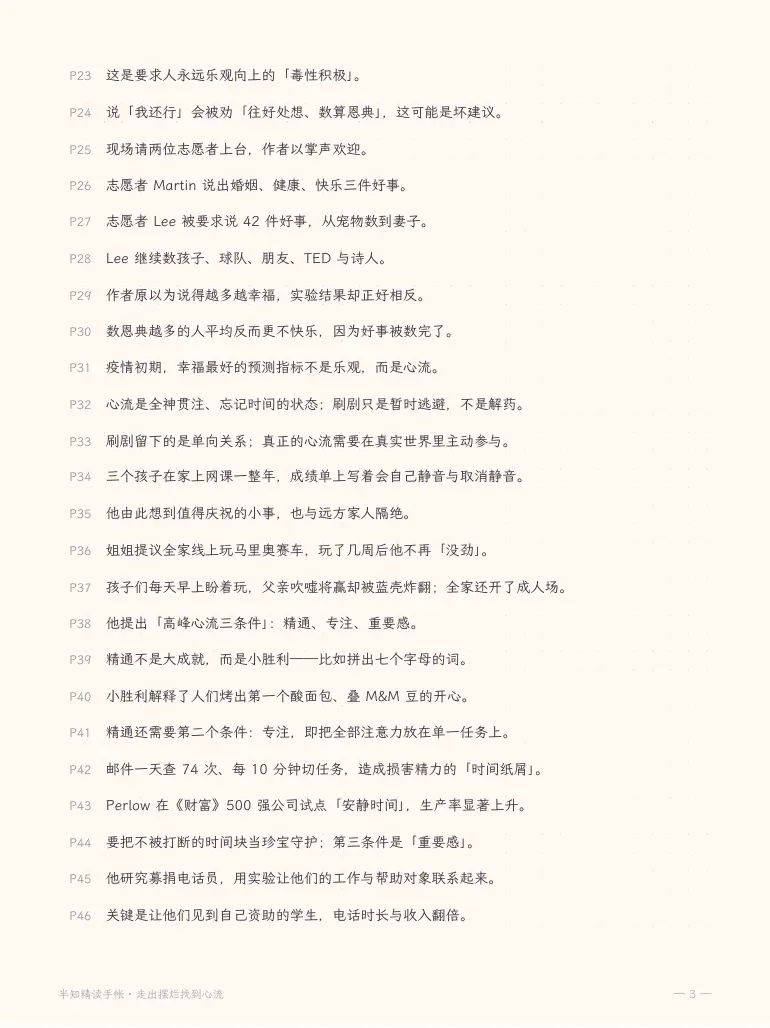 P23 这是要求人永远乐观向上的「毒性积极」。
P24 说「我还行」会被劝「往好处想、数算恩典」，这可能是坏建议。
P25 现场请两位志愿者上台，作者以掌声欢迎。
P26 志愿者 Martin 说出婚姻、健康、快乐三件好事。
P27 志愿者 Lee 被要求说 42 件好事，从宠物数到妻子。
P28 Lee 继续数孩子、球队、朋友、TED 与诗人。
P29 作者原以为说得越多越幸福，实验结果却正好相反。
P30 数恩典越多的人平均反而更不快乐，因为好事被数完了。
P31 疫情初期，幸福最好的预测指标不是乐观，而是心流。
P32 心流是全神贯注、忘记时间的状态；刷剧只是暂时逃避，不是解药。
P33 刷剧留下的是单向关系；真正的心流需要在真实世界里主动参与。
P34 三个孩子在家上网课一整年，成绩单上写着会自己静音与取消静音。
P35 他由此想到值得庆祝的小事，也与远方家人隔绝。
P36 姐姐提议全家线上玩马里奥赛车，玩了几周后他不再「没劲」。
P37 孩子们每天早上盼着玩，父亲吹嘘将赢却被蓝壳炸翻；全家还开了成人场。
P38 他提出「高峰心流三条件」：精通、专注、重要感。
P39 精通不是大成就，而是小胜利——比如拼出七个字母的词。
P40 小胜利解释了人们烤出第一个酸面包、叠 M&M 豆的开心。
P41 精通还需要第二个条件：专注，即把全部注意力放在单一任务上。
P42 邮件一天查 74 次、每 10 分钟切任务，造成损害精力的「时间纸屑」。
P43 Perlow 在《财富》500 强公司试点「安静时间」，生产率显著上升。
P44 要把不被打断的时间块当珍宝守护；第三条件是「重要感」。
P45 他研究募捐电话员，用实验让他们的工作与帮助对象联系起来。
P46 关键是让他们见到自己资助的学生，电话时长与收入翻倍。
半知精读手帐・走出摆烂找到心流
— 3 —